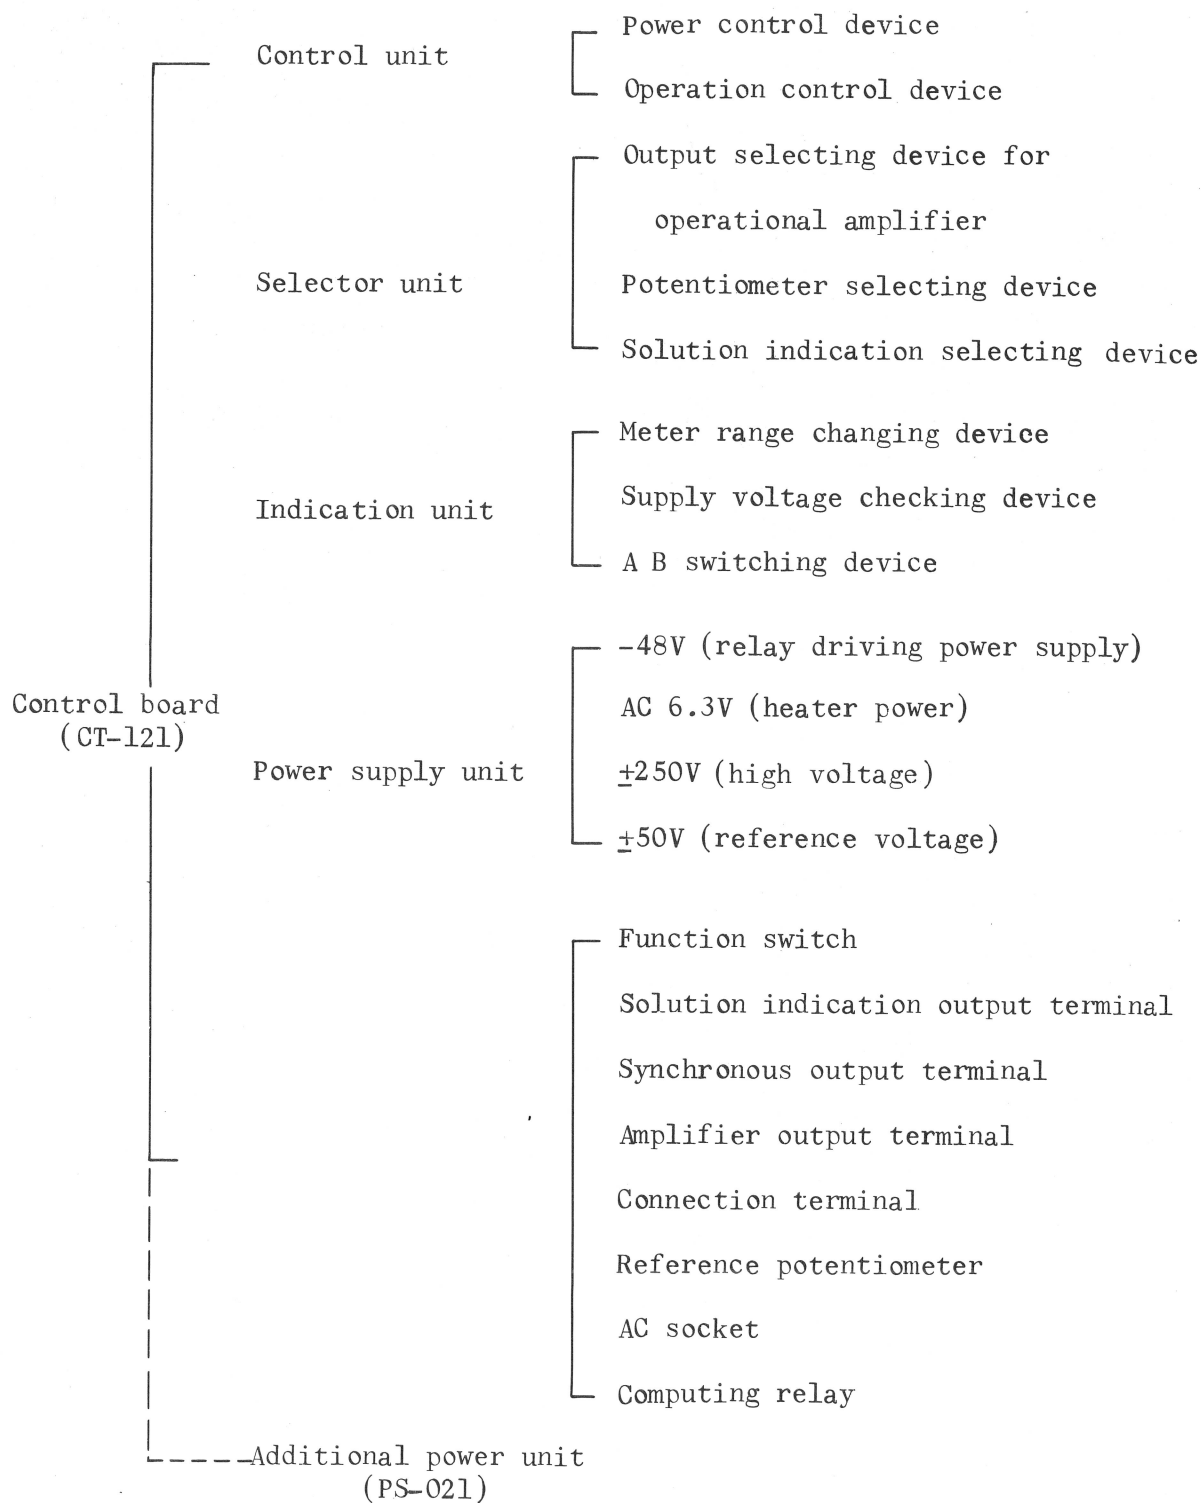 Control unit
Power control device
Operation control device
Selector unit
Output selecting device for
operational amplifier
Potentiometer selecting device
Solution indication selecting device
Indication unit
Meter range changing device
Supply voltage checking device
A B switching device
Control board
(CT-121)
Power supply unit
-48V (relay driving power supply)
AC 6.3V (heater power)
±250V (high voltage)
±50V (reference voltage)
Function switch
Solution indication output terminal
Synchronous output terminal
Amplifier output terminal
Connection terminal
Reference potentiometer
AC socket
Computing relay
Additional power unit
(PS-021)